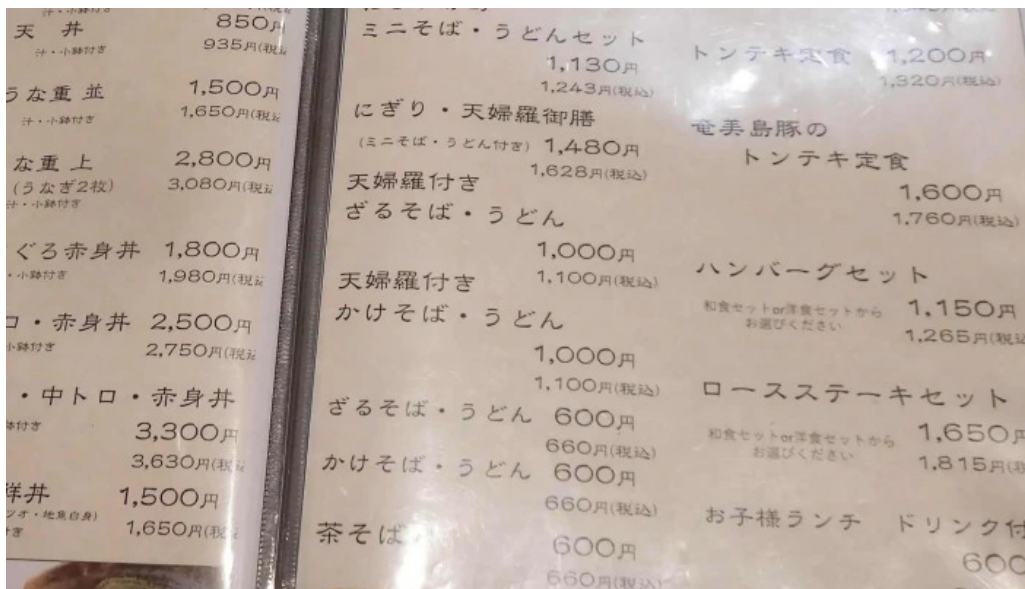 天 丼 850円
汁・小鉢付き 935円(税込
うな重 並 1,500円
汁・小鉢付き 1,650円(税込
な重 上 2,800円
(うなぎ2枚) 3,080円(税込
汁・小鉢付き
ぐろ赤身丼 1,800円
・小鉢付き 1,980円(税込
ロ・赤身丼 2,500円
小鉢付き 2,750円(税込
・中トロ・赤身丼
鉢付き 3,300円
3,630円(税込
鮮丼 1,500円
ツオ・地魚白身)
付き 1,650円(税込
ミニそば・うどんセット
1,130円
1,243円(税込)
にぎり・天婦羅御膳
(ミニそば・うどん付き) 1,480円
1,628円(税込)
天婦羅付き
ざるそば・うどん
1,000円
1,100円(税込)
天婦羅付き
かけそば・うどん
1,000円
1,100円(税込)
ざるそば・うどん 600円
660円(税込)
かけそば・うどん 600円
660円(税込)
茶そば
600円
660円(税込)
トンテキ定食 1,200円
1,320円(税込)
奄美島豚の
トンテキ定食
1,600円
1,760円(税込)
ハンバーグセット
和食セットor洋食セットから 1,150円
お選びください
1,265円(税込
ロースステーキセット
和食セットor洋食セットから 1,650円
お選びください 1,815円(税
お子様ランチ ドリンク付
600